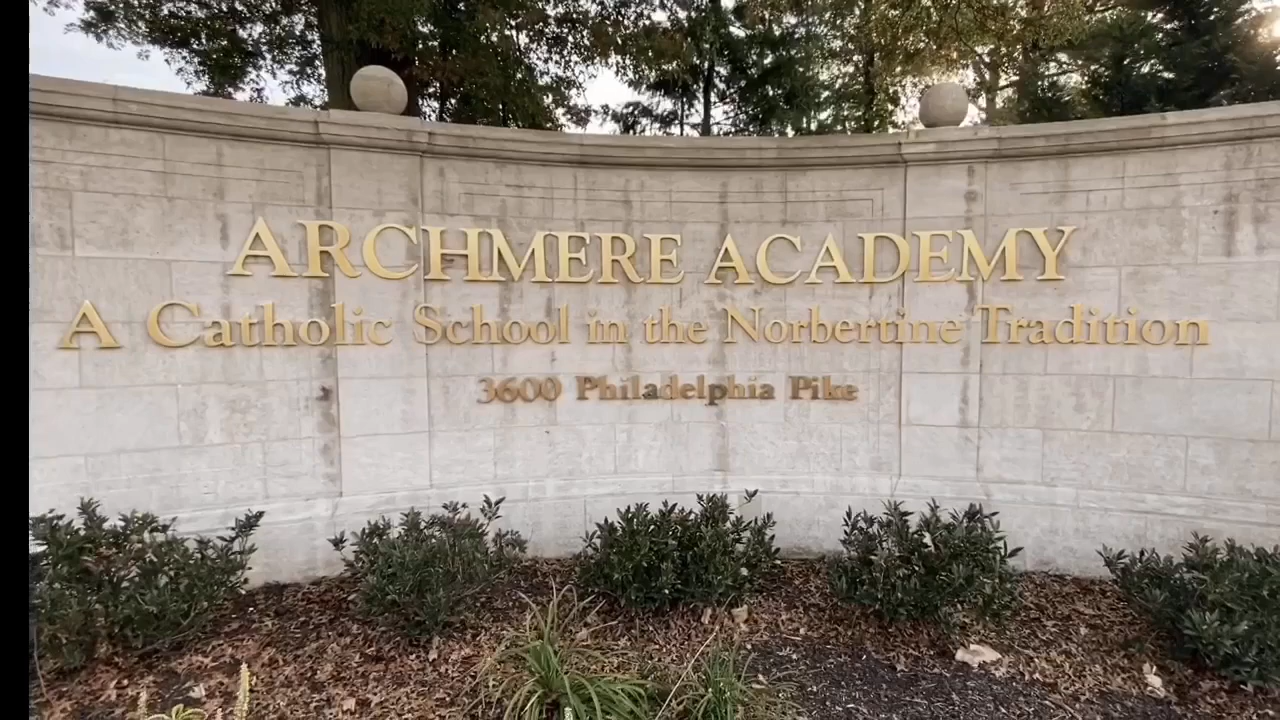 ARCHMERE ACADEMY
A Catholic School in the Norbertine Tradition
3600 Philadelphia Pike